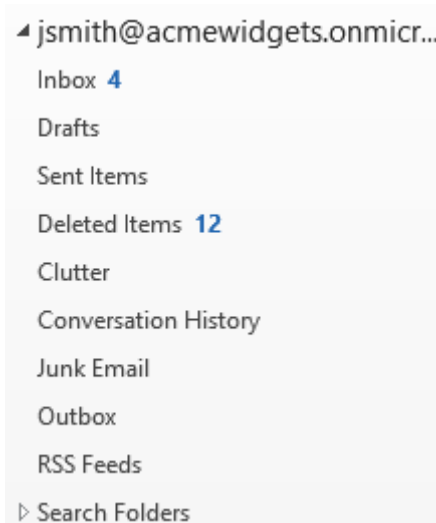 jsmith@acmewidgets.onmicr...
Inbox 4
Drafts
Sent Items
Deleted Items 12
Clutter
Conversation History
Junk Email
Outbox
RSS Feeds
Search Folders